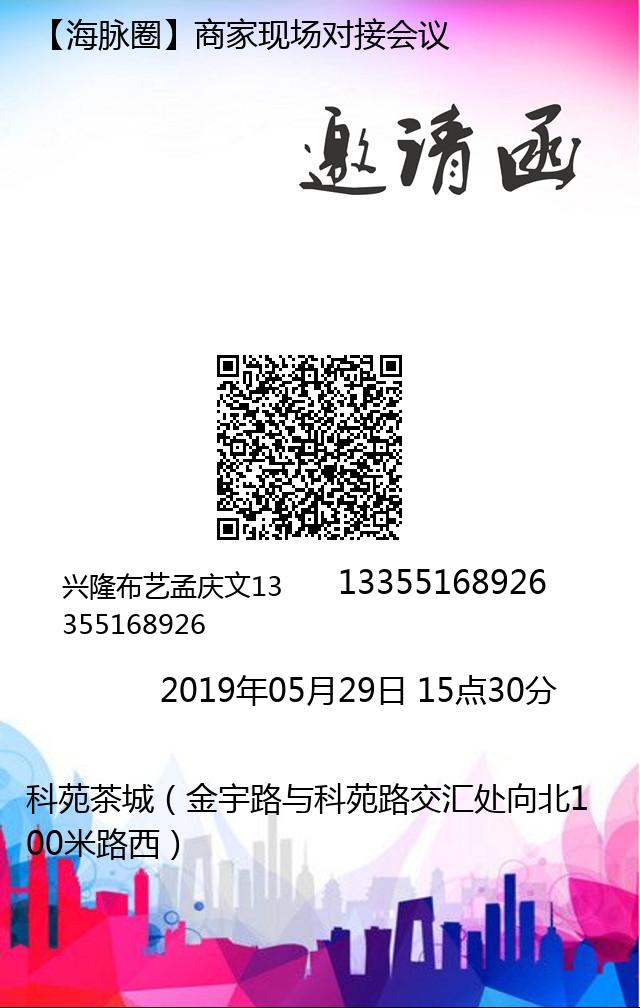 【海脉圈】商家现场对接会议
邀请函
兴隆布艺孟庆文13
355168926
13355168926
2019年05月29日 15点30分
科苑茶城（金宇路与科苑路交汇处向北1
00米路西）